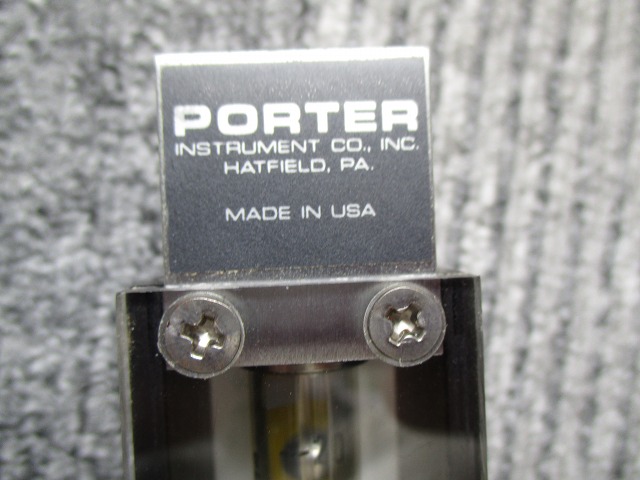 PORTER
INSTRUMENT CO., INC.
HATFIELD, PA.
MADE IN USA